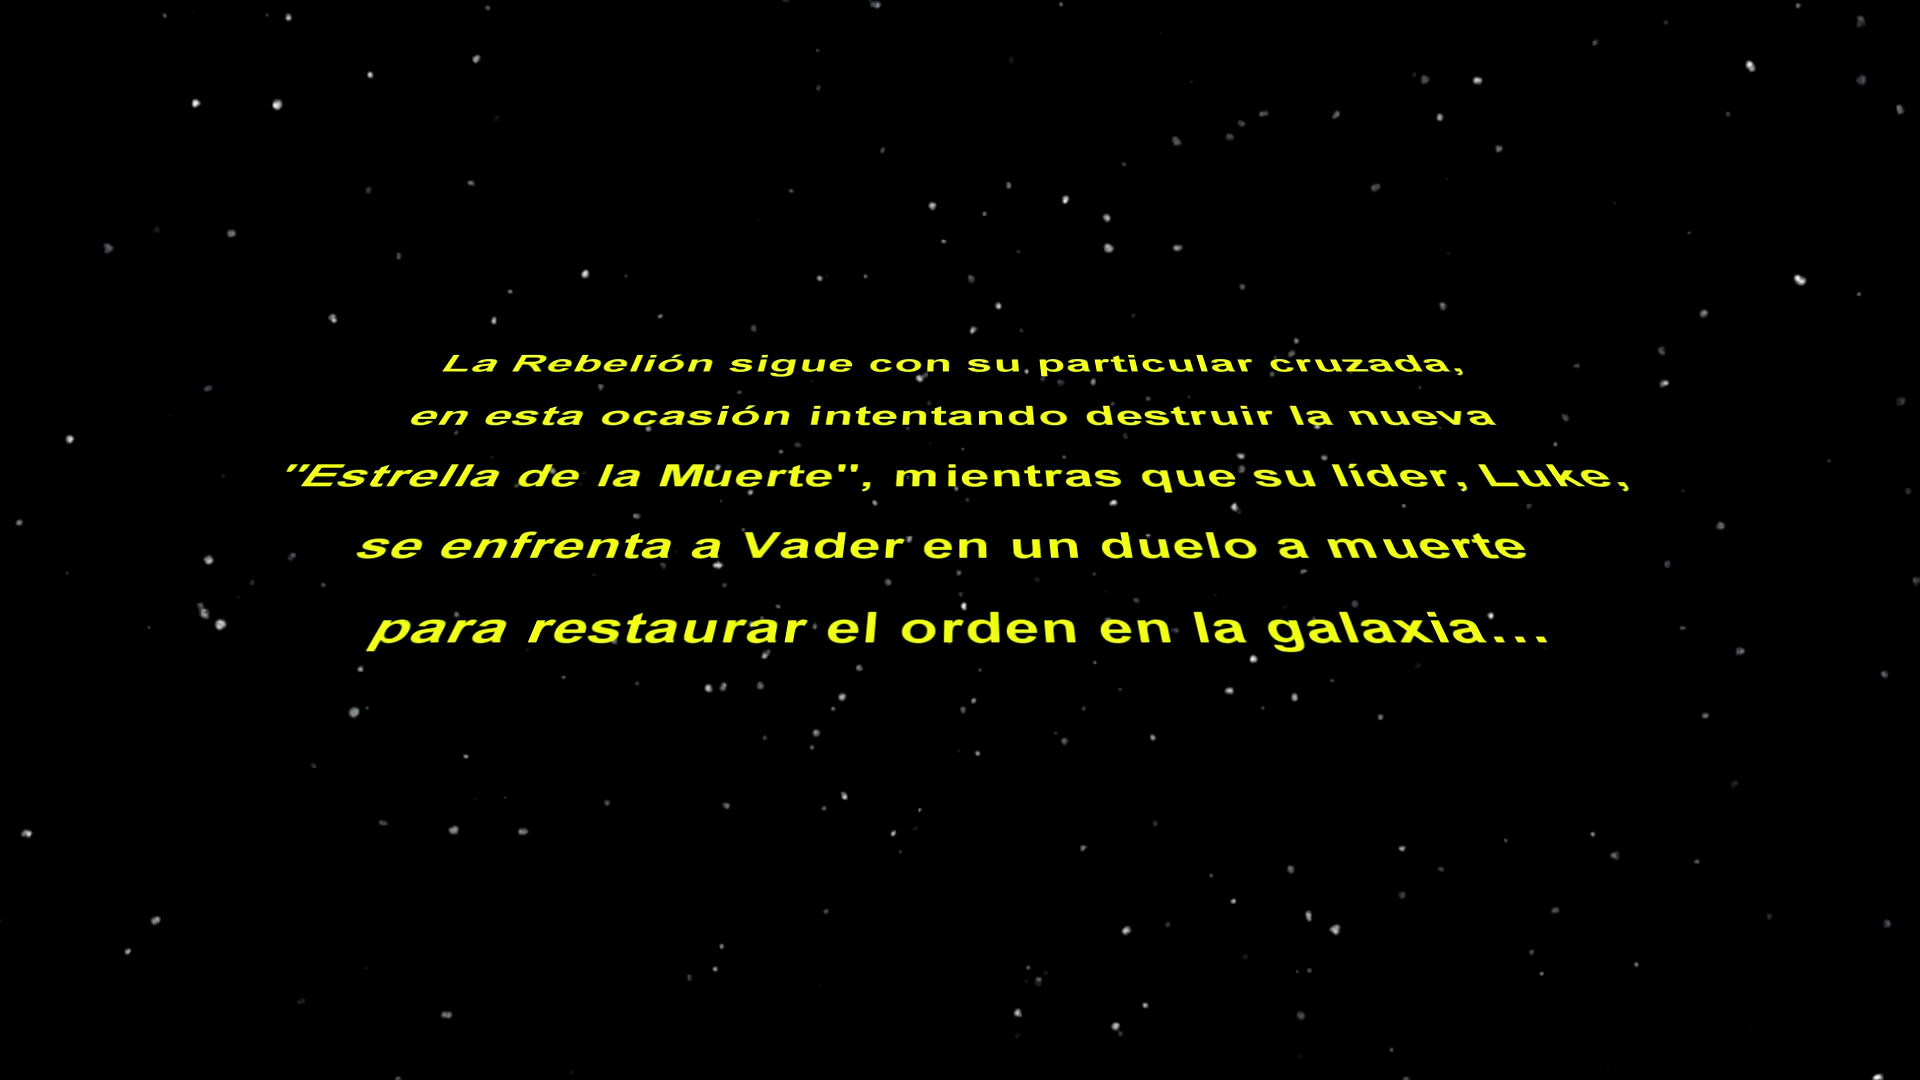 La Rebelión sigue con su particular cruzada,
en esta ocasión intentando destruir la nueva
"Estrella de la Muerte", mientras que su líder, Luke,
se enfrenta a Vader en un duelo a muerte
para restaurar el orden en la galaxia...